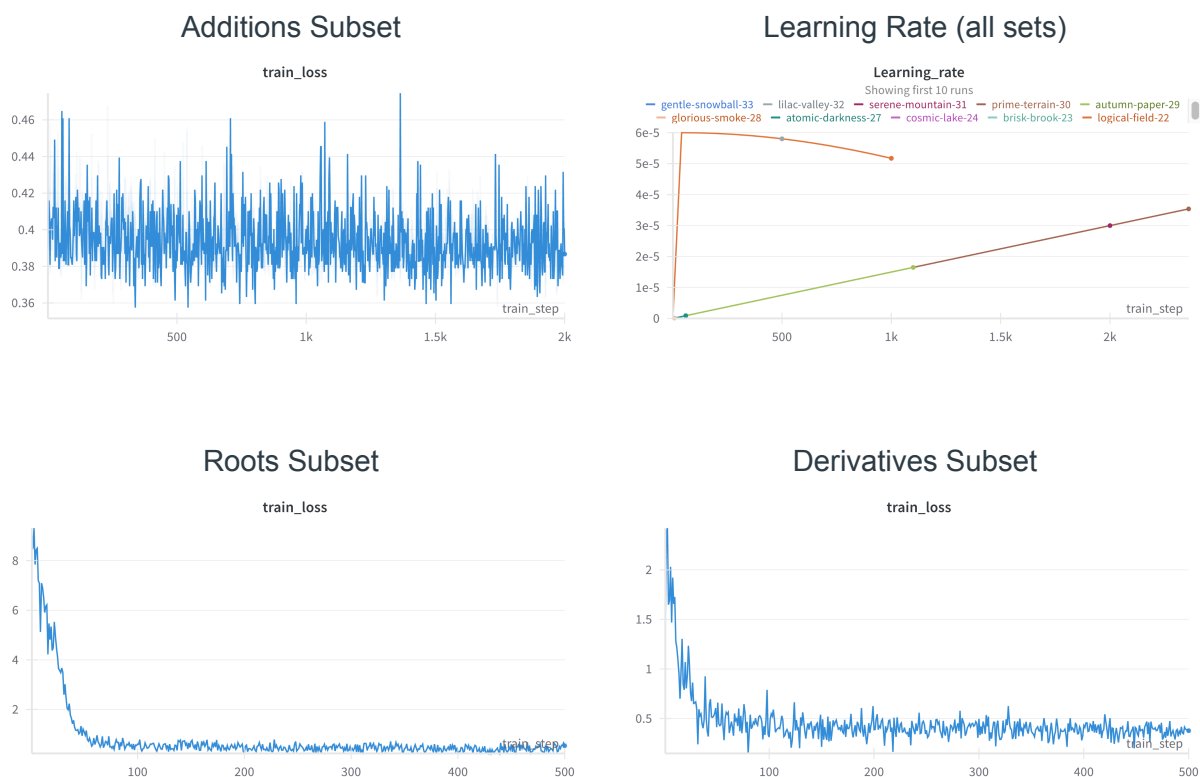 Additions Subset
train_loss
0.46
0.44
0.42
0.4
0.38
0.36
train_step
500 1k 1.5k 2k
Learning Rate (all sets)
Learning_rate
Showing first 10 runs
gentle-snowball-33 lilac-valley-32 serene-mountain-31 prime-terrain-30 autumn-paper-29
glorious-smoke-28 atomic-darkness-27 cosmic-lake-24 brisk-brook-23 logical-field-22
6e-5
5e-5
4e-5
3e-5
2e-5
1e-5
0
train_step
500 1k 1.5k 2k
Roots Subset
train_loss
8
6
4
2
train_step
100 200 300 400 500
Derivatives Subset
train_loss
2
1.5
1
0.5
train_step
100 200 300 400 500